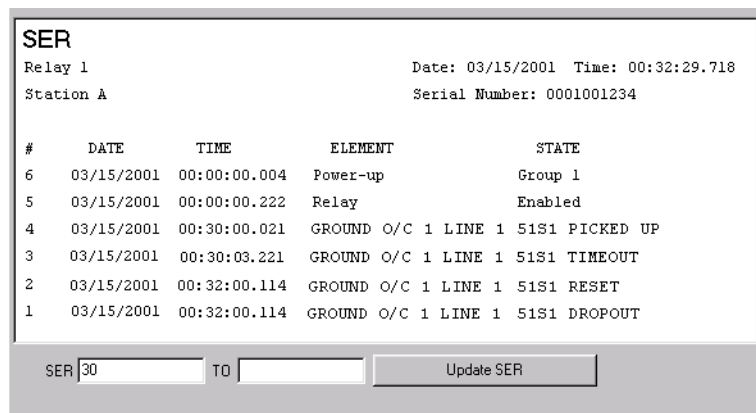 SER
Relay 1 Date: 03/15/2001 Time: 00:32:29.718
Station A Serial Number: 0001001234
# DATE TIME ELEMENT STATE
6 03/15/2001 00:00:00.004 Power-up Group 1
5 03/15/2001 00:00:00.222 Relay Enabled
4 03/15/2001 00:30:00.021 GROUND O/C 1 LINE 1 51S1 PICKED UP
3 03/15/2001 00:30:03.221 GROUND O/C 1 LINE 1 51S1 TIMEOUT
2 03/15/2001 00:32:00.114 GROUND O/C 1 LINE 1 51S1 RESET
1 03/15/2001 00:32:00.114 GROUND O/C 1 LINE 1 51S1 DROPOUT
SER 30 TO Update SER